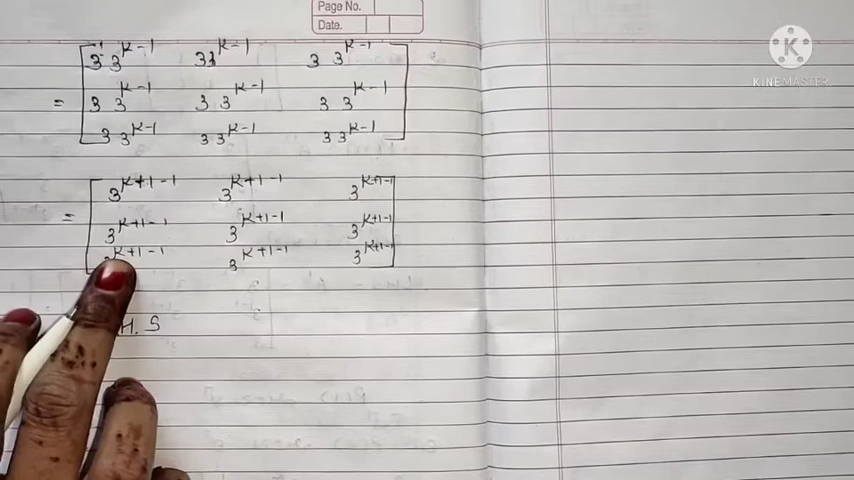 Page No.
Date.
K
KINEMASTER
3 3^K-1 3 3^K-1 3 3^K-1
= 3 3^K-1 3 3^K-1 3 3^K-1
3 3^K-1 3 3^K-1 3 3^K-1
3^K+1-1 3^K+1-1 3^K+1-1
= 3^K+1-1 3^K+1-1 3^K+1-1
3^K+1-1 3^K+1-1 3^K+1-1
H. S